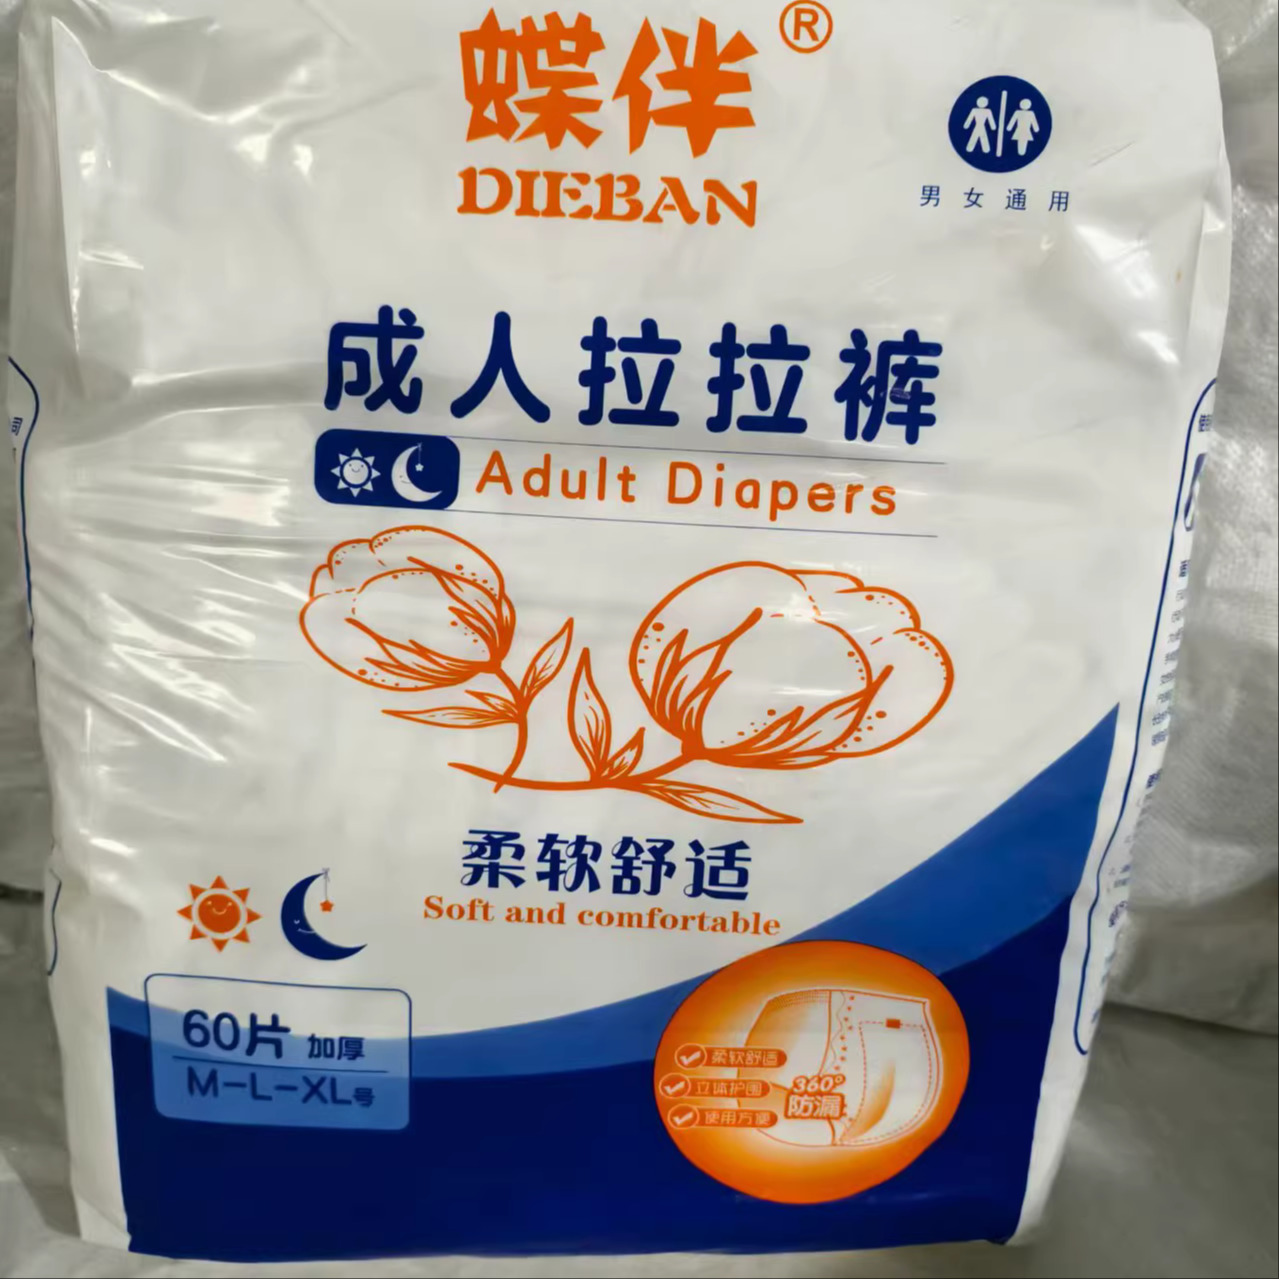 蝶伴®
DIEBAN
男女通用
成人拉拉裤
Adult Diapers
柔软舒适
Soft and comfortable
60片 加厚
M-L-XL号
柔软舒适
立体护围
使用方便
360°
防漏